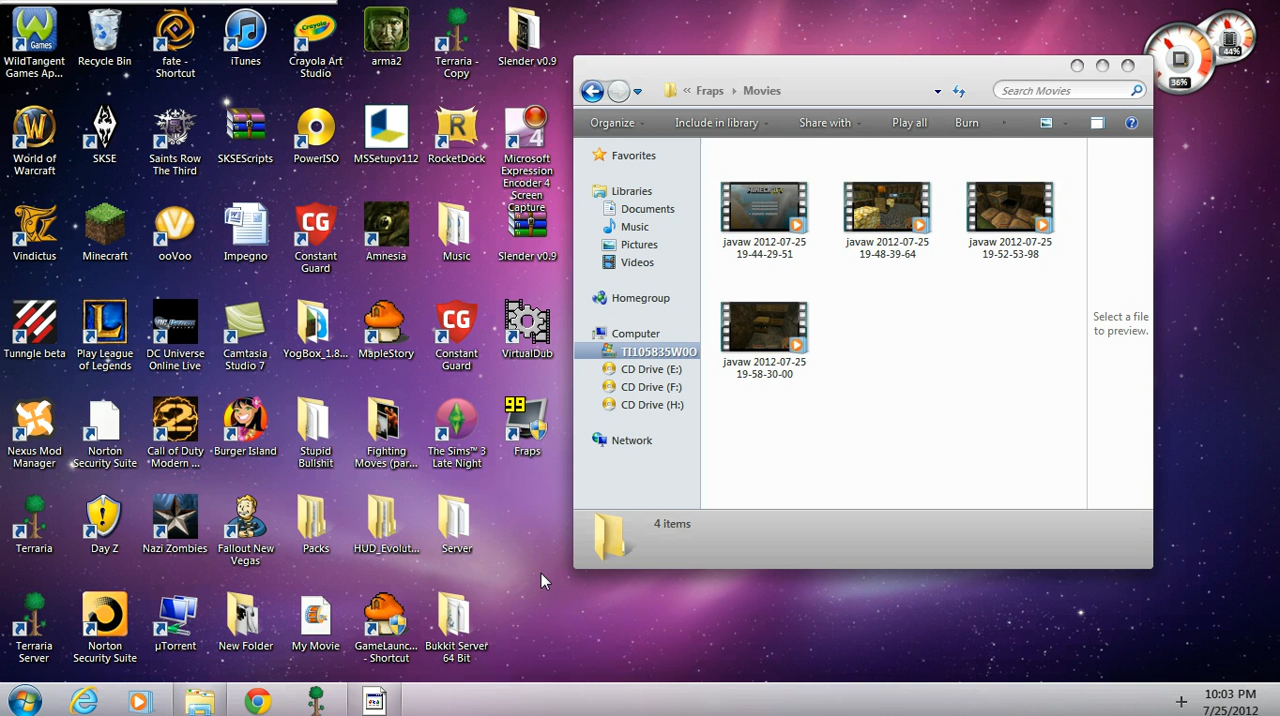 WildTangent
Games Ap...
Recycle Bin
fate -
Shortcut
iTunes
Crayola Art
Studio
arma2
Terraria -
Copy
Slender v0.9
World of
Warcraft
SKSE
Saints Row
The Third
SKSEScripts
PowerISO
MSSetupv112
RocketDock
Microsoft
Expression
Encoder 4
Screen
Capture
Vindictus
Minecraft
ooVoo
Impegno
Constant
Guard
Amnesia
Music
Slender v0.9
Tunngle beta
Play League
of Legends
DC Universe
Online Live
Camtasia
Studio 7
YogBox_1.8...
MapleStory
Constant
Guard
VirtualDub
Nexus Mod
Manager
Norton
Security Suite
Call of Duty
Modern ...
Burger Island
Stupid
Bullshit
Fighting
Moves (par...
The Sims™ 3
Late Night
99
Fraps
Terraria
Day Z
Nazi Zombies
Fallout New
Vegas
Packs
HUD_Evolut...
Server
Terraria
Server
Norton
Security Suite
µTorrent
New Folder
My Movie
GameLaunc...
- Shortcut
Bukkit Server
64 Bit
36%
44%
« Fraps Movies
Search Movies
Organize Include in library Share with Play all Burn
Favorites
Libraries
Documents
Music
Pictures
Videos
Homegroup
Computer
TI105835W0O
CD Drive (E:)
CD Drive (F:)
CD Drive (H:)
Network
javaw 2012-07-25
19-44-29-51
javaw 2012-07-25
19-48-39-64
javaw 2012-07-25
19-52-53-98
javaw 2012-07-25
19-58-30-00
Select a file
to preview.
4 items
10:03 PM
7/25/2012